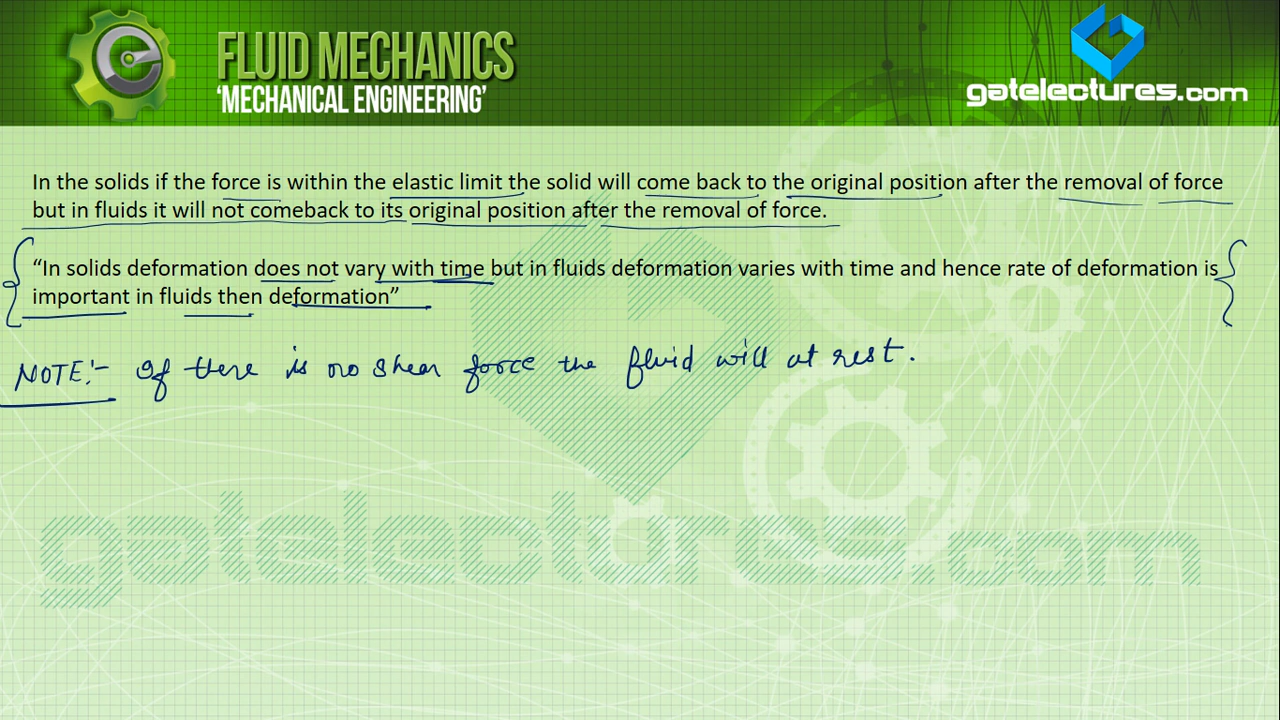 FLUID MECHANICS
'MECHANICAL ENGINEERING'
gatelectures.com
In the solids if the force is within the elastic limit the solid will come back to the original position after the removal of force
but in fluids it will not comeback to its original position after the removal of force.
“In solids deformation does not vary with time but in fluids deformation varies with time and hence rate of deformation is
important in fluids then deformation”
NOTE:- If there is no shear force the fluid will at rest.
gatelectures.com